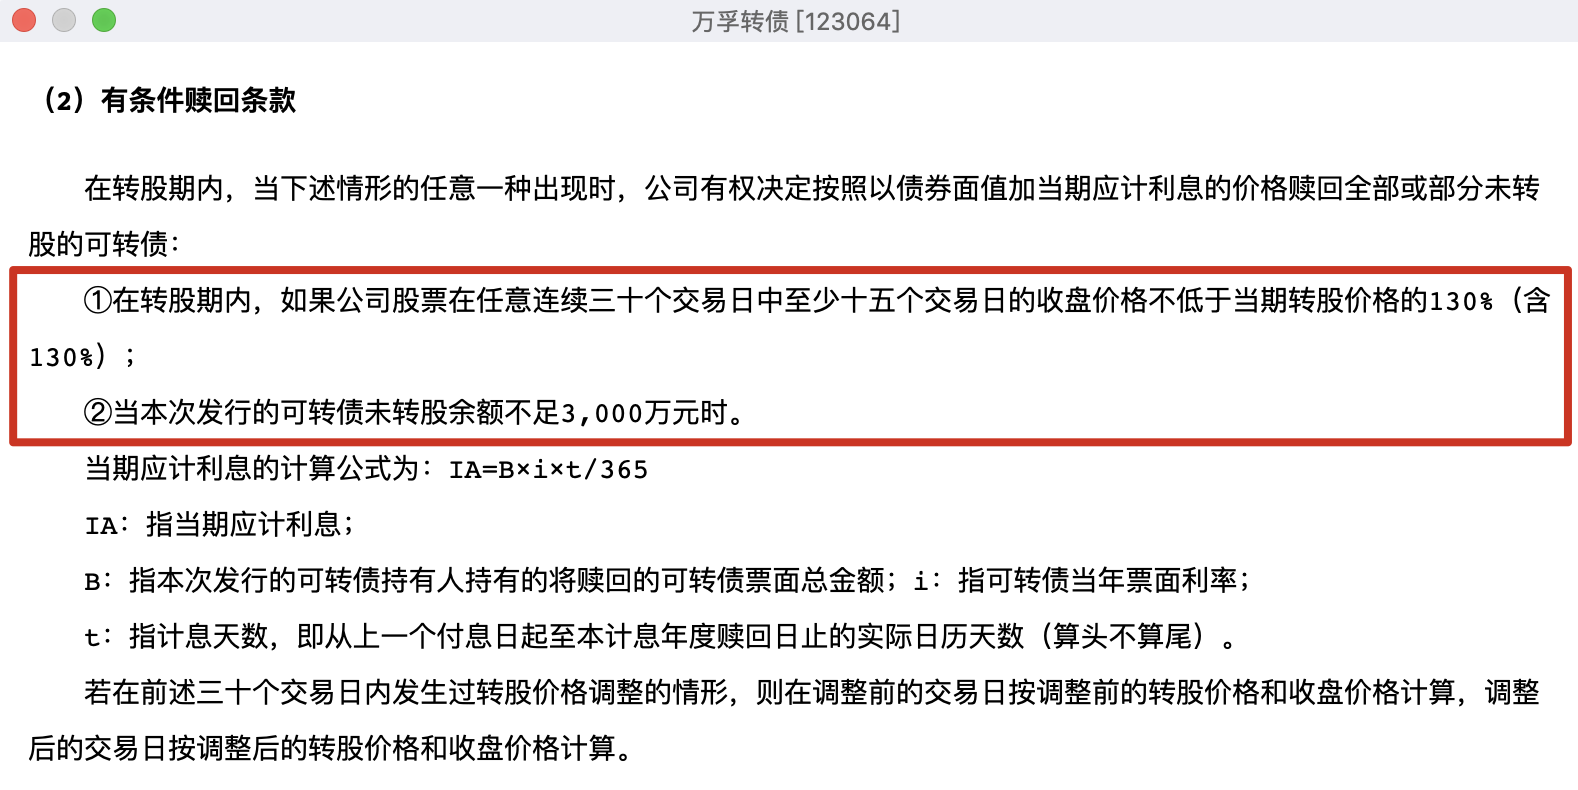 万孚转债 [123064]
（2）有条件赎回条款
在转股期内，当下述情形的任意一种出现时，公司有权决定按照以债券面值加当期应计利息的价格赎回全部或部分未转
股的可转债：
①在转股期内，如果公司股票在任意连续三十个交易日中至少十五个交易日的收盘价格不低于当期转股价格的130%（含
130%）；
②当本次发行的可转债未转股余额不足3,000万元时。
当期应计利息的计算公式为：IA=B×i×t/365
IA：指当期应计利息；
B：指本次发行的可转债持有人持有的将赎回的可转债票面总金额；i：指可转债当年票面利率；
t：指计息天数，即从上一个付息日起至本计息年度赎回日止的实际日历天数（算头不算尾）。
若在前述三十个交易日内发生过转股价格调整的情形，则在调整前的交易日按调整前的转股价格和收盘价格计算，调整
后的交易日按调整后的转股价格和收盘价格计算。